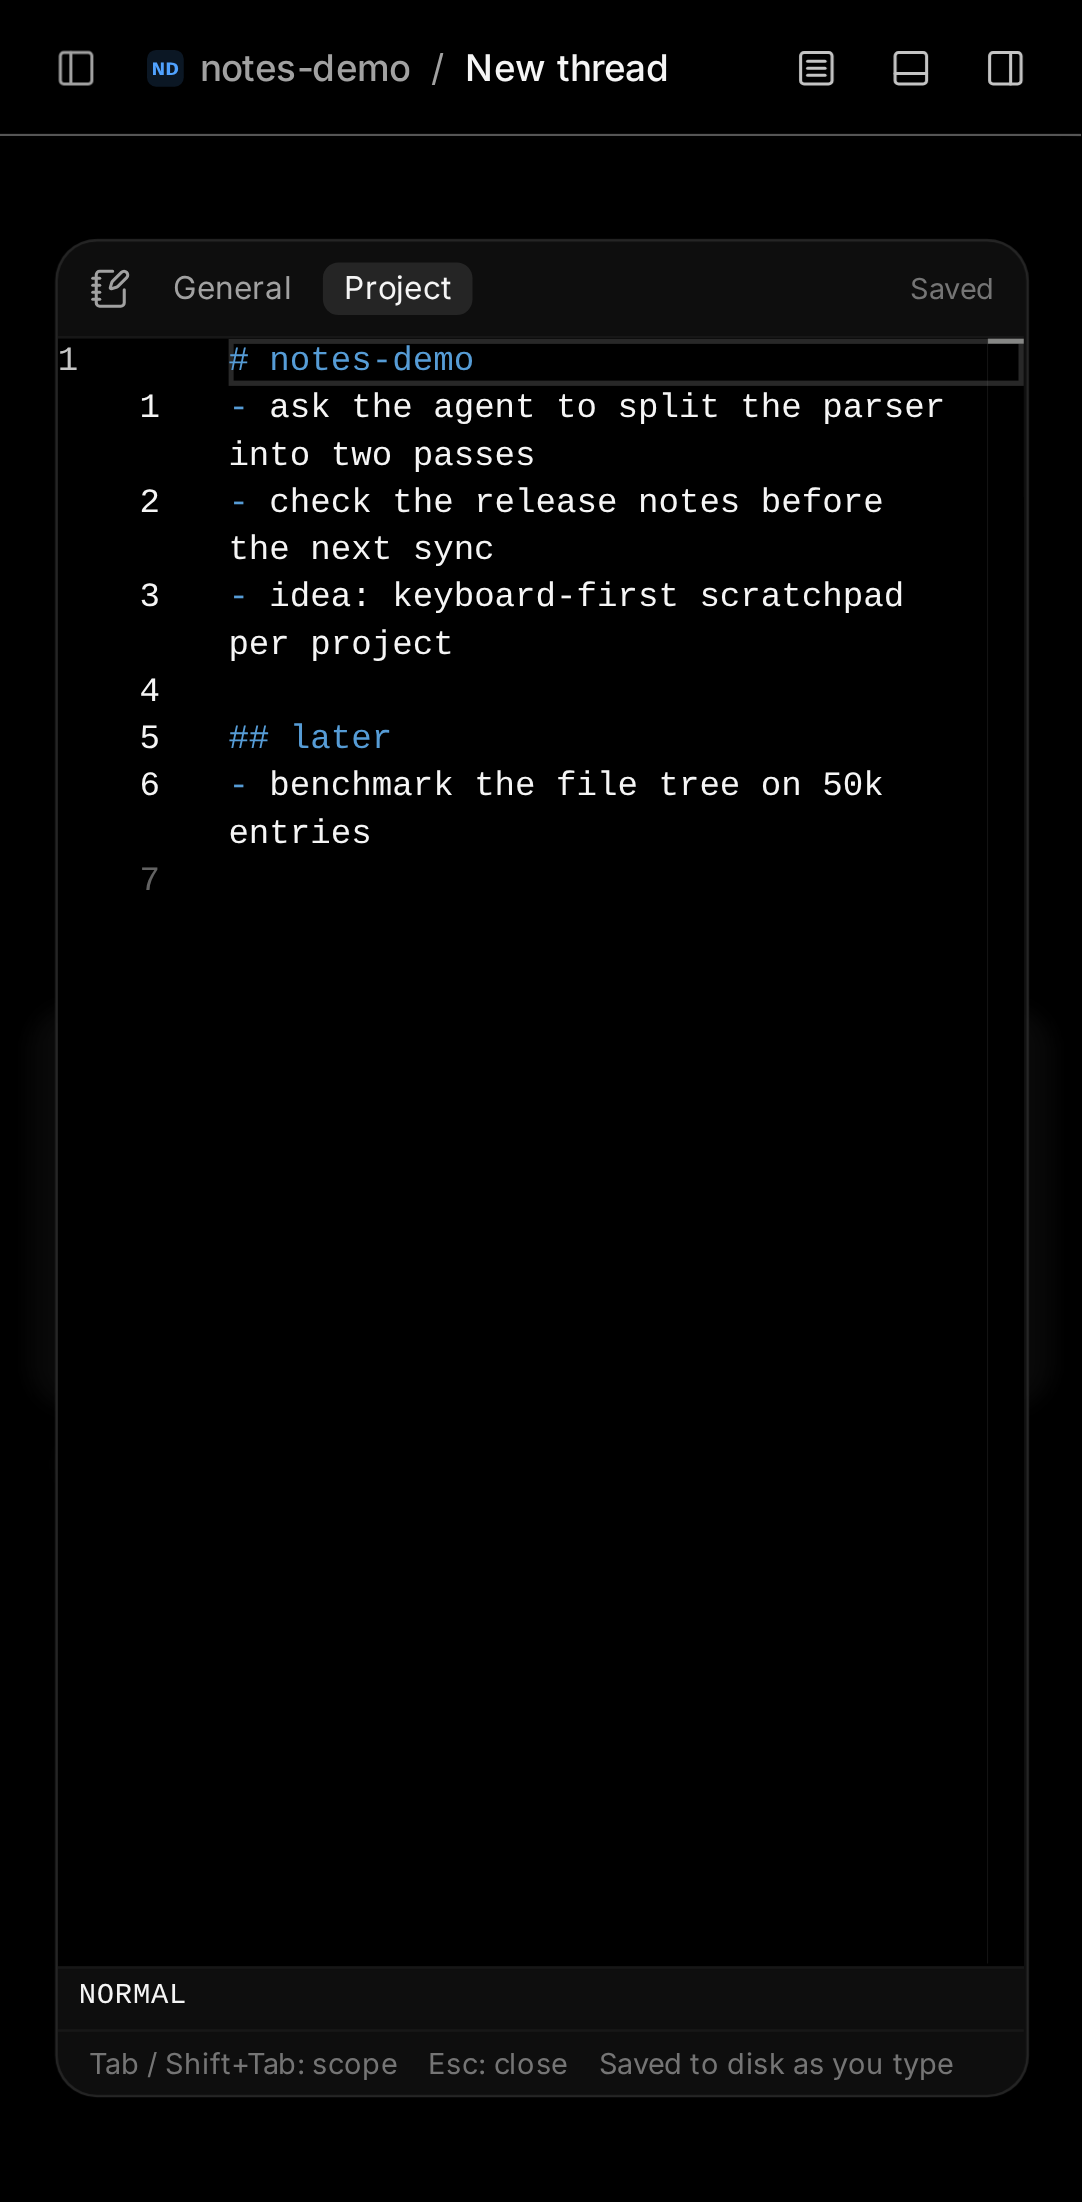 ND notes-demo / New thread
General Project Saved
1 # notes-demo
1 - ask the agent to split the parser
into two passes
2 - check the release notes before
the next sync
3 - idea: keyboard-first scratchpad
per project
4
5 ## later
6 - benchmark the file tree on 50k
entries
7
NORMAL
Tab / Shift+Tab: scope Esc: close Saved to disk as you type